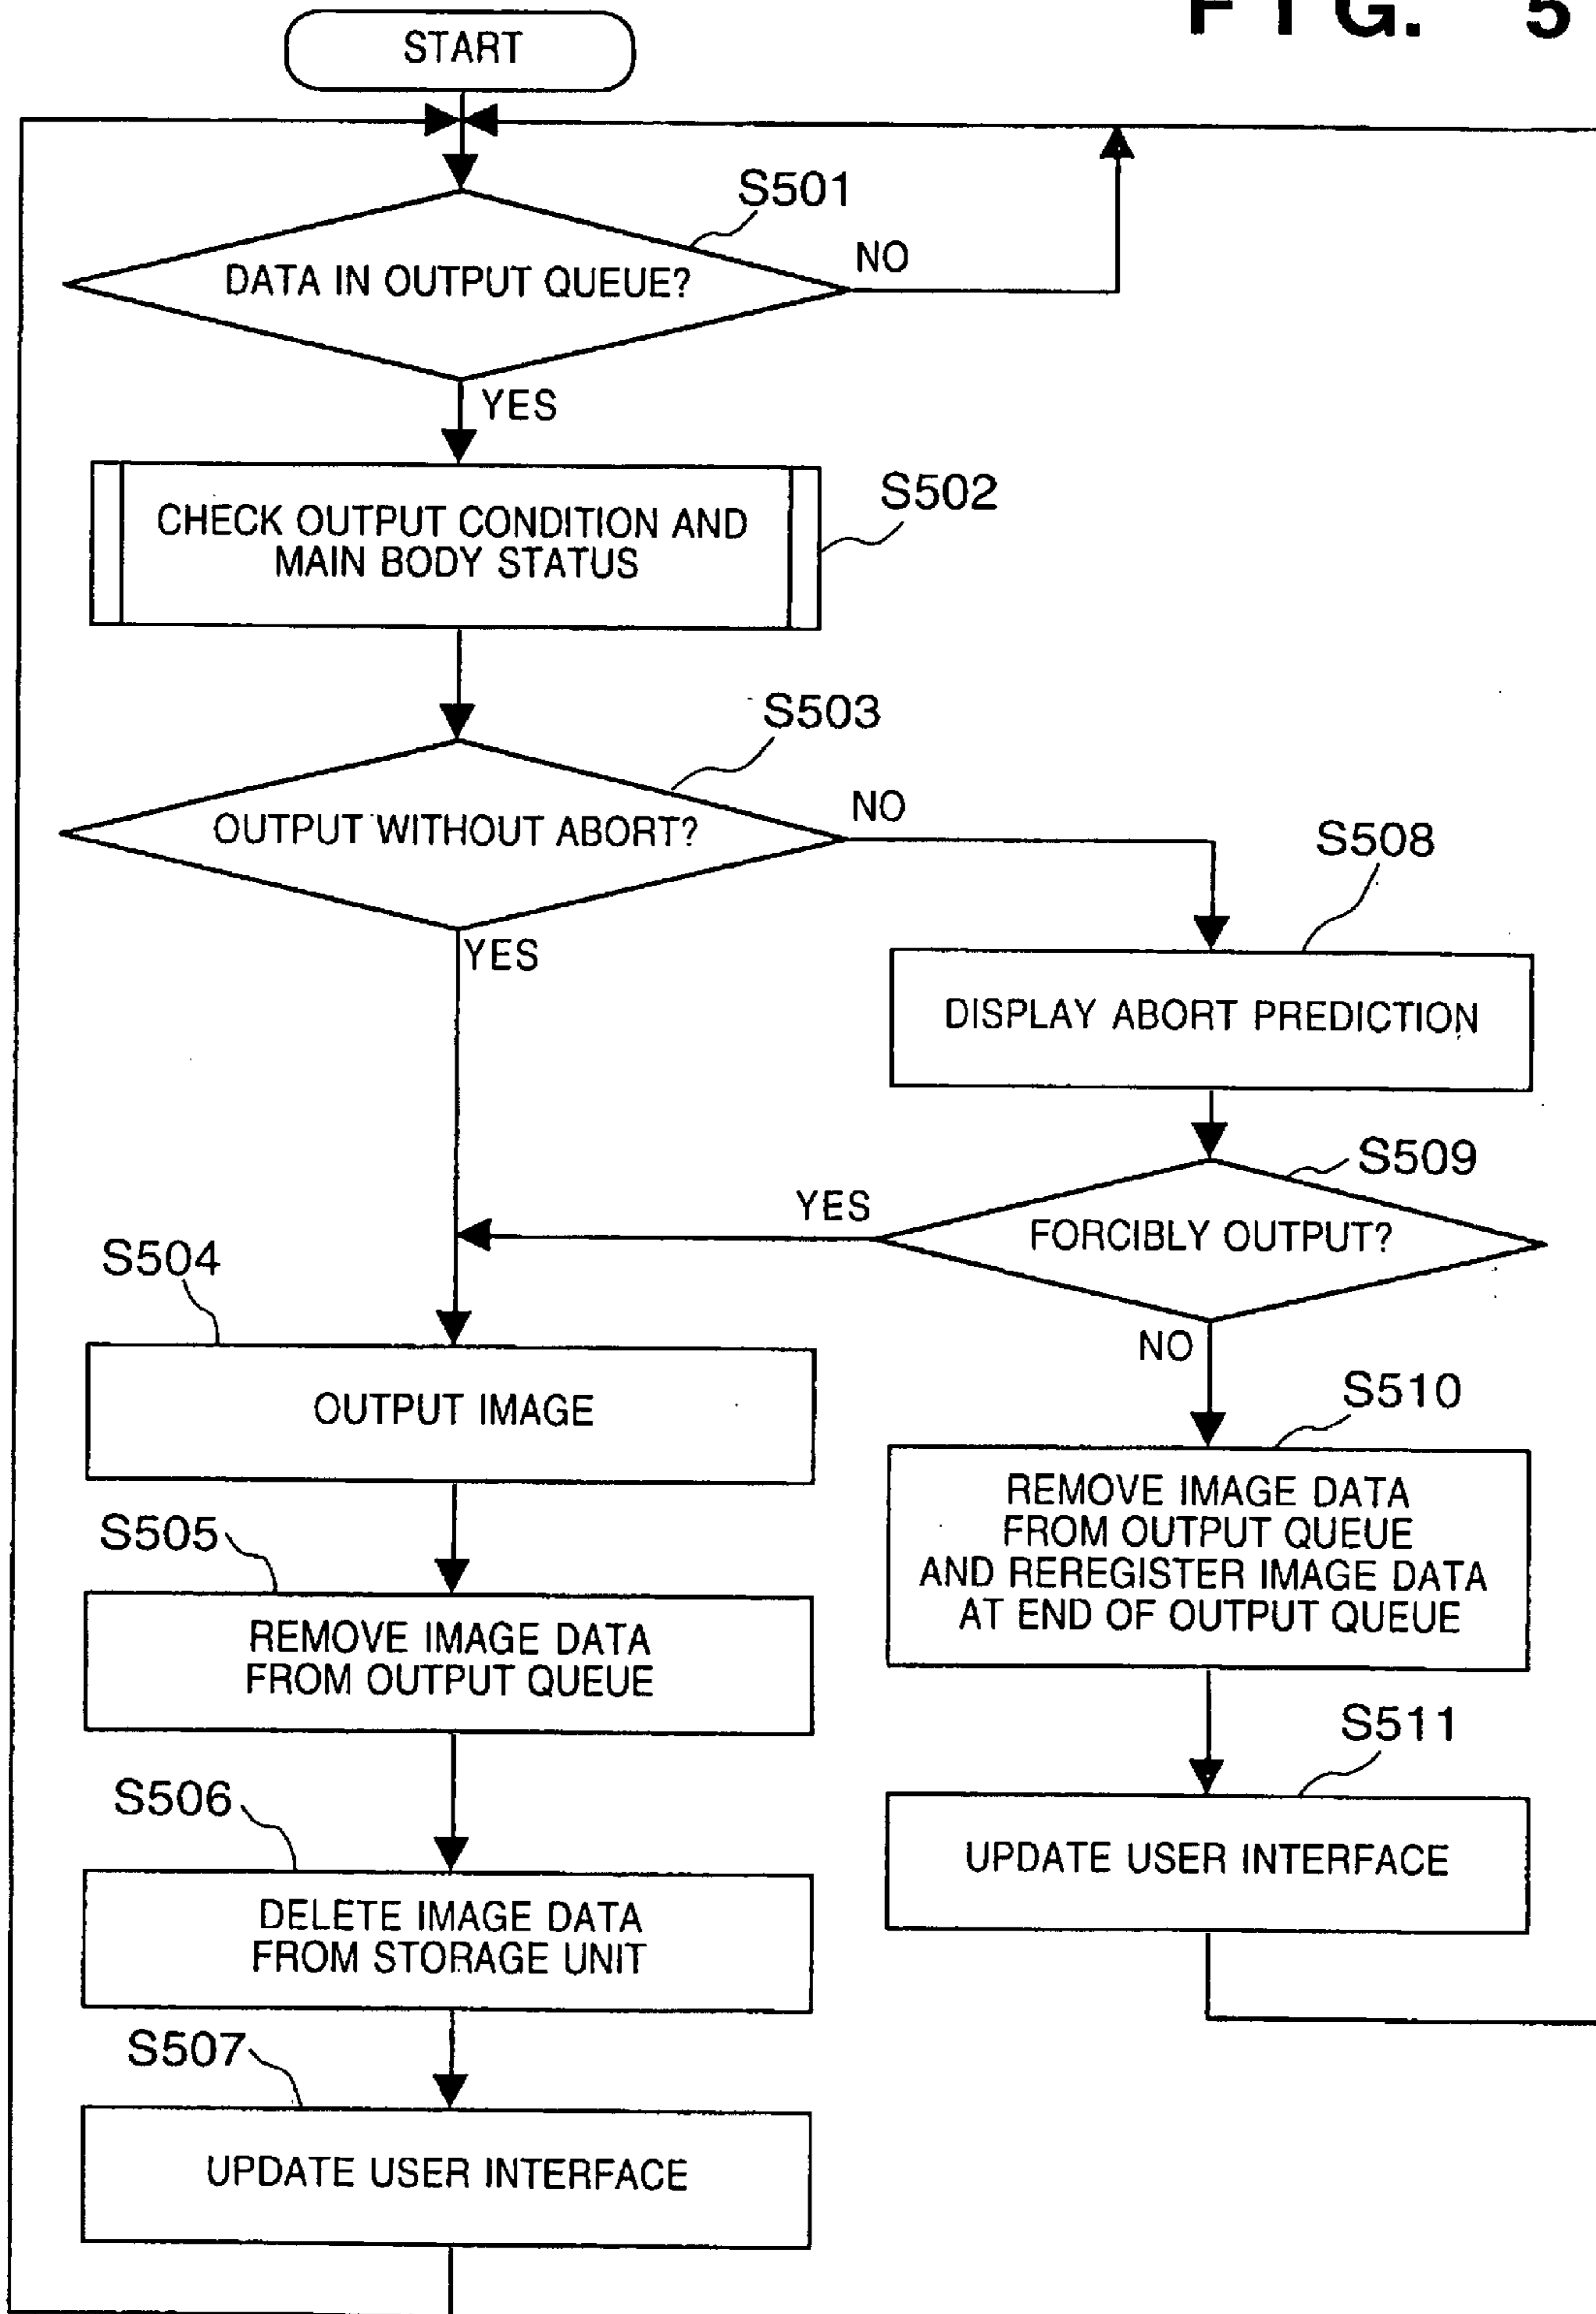 FIG. 5
START
S501
DATA IN OUTPUT QUEUE?
NO
YES
S502
CHECK OUTPUT CONDITION AND
MAIN BODY STATUS
S503
OUTPUT WITHOUT ABORT?
NO
YES
S508
DISPLAY ABORT PREDICTION
S509
FORCIBLY OUTPUT?
YES
NO
S504
OUTPUT IMAGE
S510
REMOVE IMAGE DATA
FROM OUTPUT QUEUE
AND REREGISTER IMAGE DATA
AT END OF OUTPUT QUEUE
S505
REMOVE IMAGE DATA
FROM OUTPUT QUEUE
S511
UPDATE USER INTERFACE
S506
DELETE IMAGE DATA
FROM STORAGE UNIT
S507
UPDATE USER INTERFACE